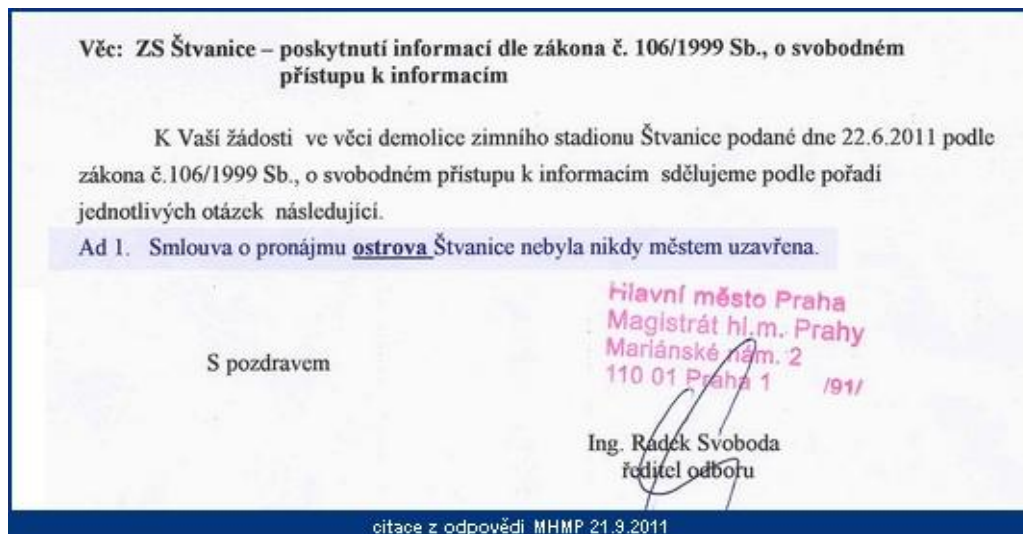 Věc: ZS Štvanice – poskytnutí informací dle zákona č. 106/1999 Sb., o svobodném
přístupu k informacím
K Vaší žádosti ve věci demolice zimního stadionu Štvanice podané dne 22.6.2011 podle
zákona č.106/1999 Sb., o svobodném přístupu k informacím sdělujeme podle pořadí
jednotlivých otázek následující.
Ad 1. Smlouva o pronájmu ostrova Štvanice nebyla nikdy městem uzavřena.
Hlavní město Praha
Magistrát hl.m. Prahy
Mariánské nám. 2
110 01 Praha 1 /91/
S pozdravem
Ing. Radek Svoboda
ředitel odboru
citace z odpovědi MHMP 21.9.2011